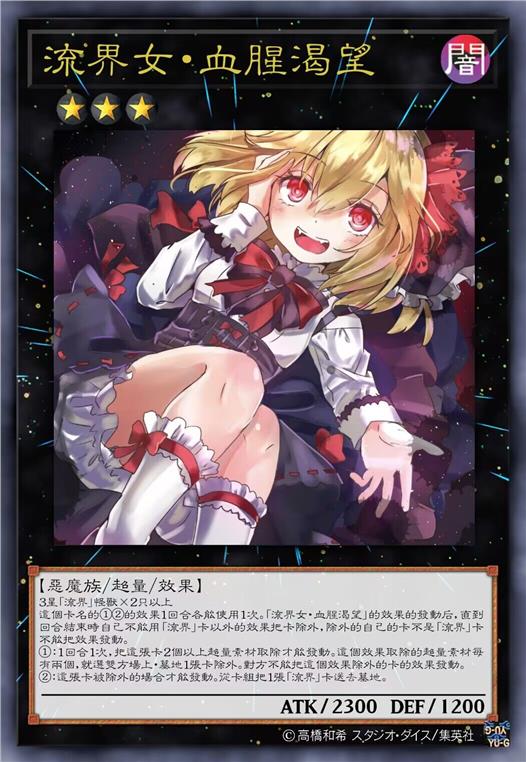 流界女・血腥渴望
闇
【惡魔族/超量/效果】
3星「流界」怪獸×2只以上
這個卡名的①②的效果1回合各能使用1次。「流界女・血腥渴望」的效果的發動后，直到
回合結束時自己不能用「流界」卡以外的效果把卡除外，除外的自己的卡不是「流界」卡
不能把效果發動。
①：1回合1次，把這張卡2個以上超量素材取除才能發動。這個效果取除的超量素材每
有兩個，就選雙方場上・墓地1張卡除外。對方不能把這個效果除外的卡的效果發動。
②：這張卡被除外的場合才能發動。從卡組把1張「流界」卡送去墓地。
ATK/2300 DEF/1200
©高橋和希 スタジオ・ダイス/集英社
YU-G